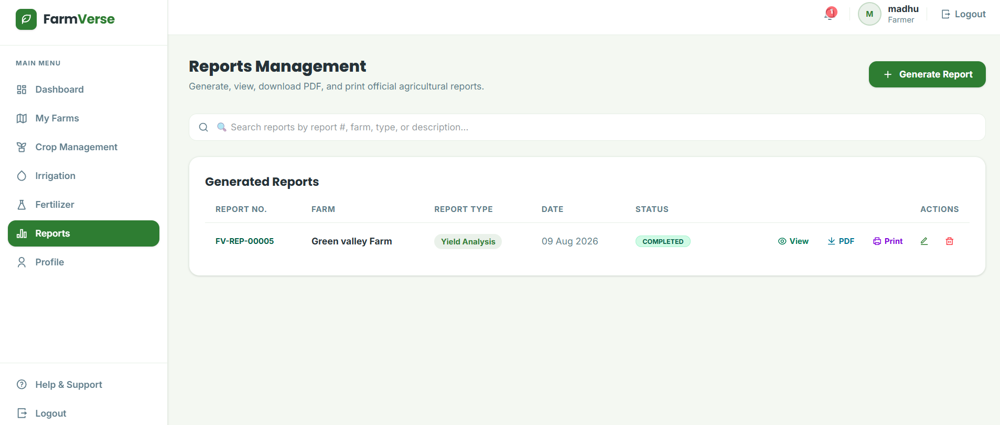 FarmVerse
1
M
madhu
Farmer
Logout
MAIN MENU
Dashboard
My Farms
Crop Management
Irrigation
Fertilizer
Reports
Profile
Help & Support
Logout
Reports Management
Generate, view, download PDF, and print official agricultural reports.
+ Generate Report
🔍 Search reports by report #, farm, type, or description...
Generated Reports
REPORT NO. FARM REPORT TYPE DATE STATUS ACTIONS
FV-REP-00005 Green valley Farm Yield Analysis 09 Aug 2026 COMPLETED View PDF Print